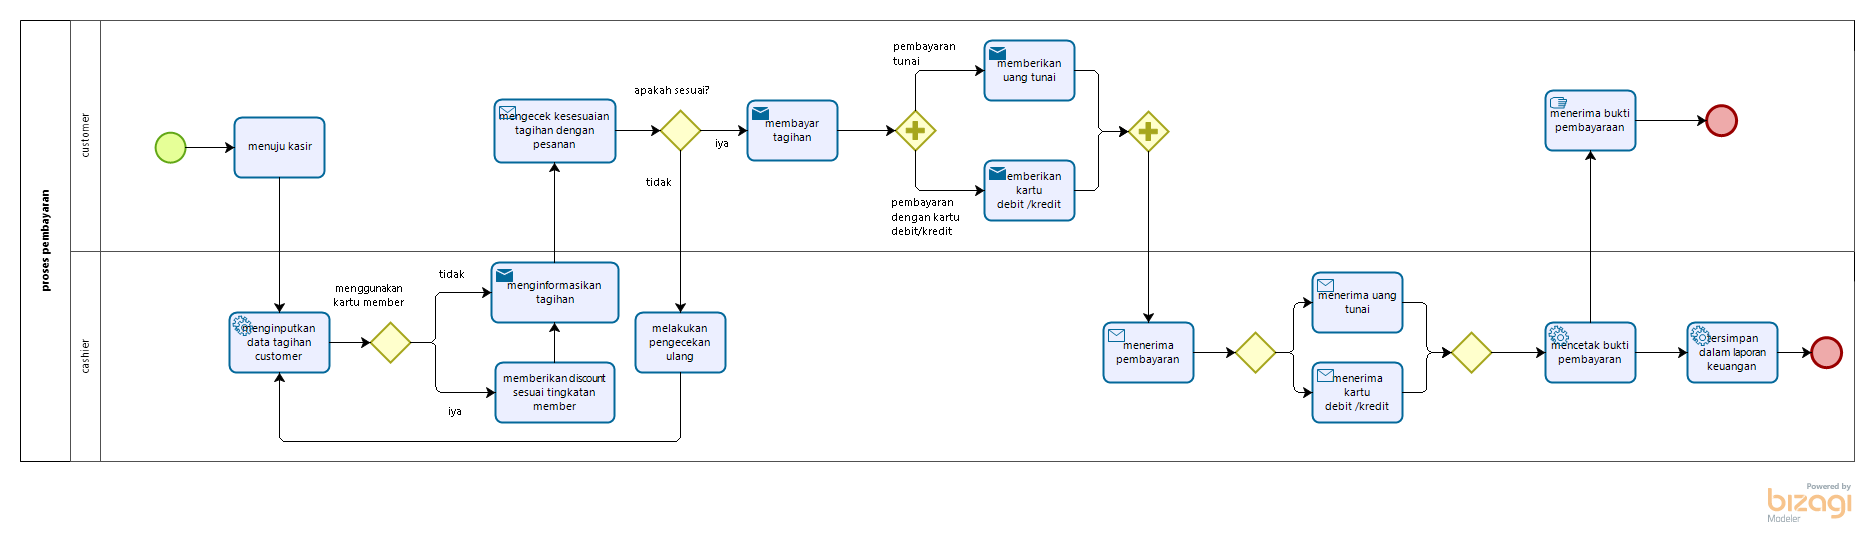 proses pembayaran
customer
menuju kasir
mengecek kesesuaian
tagihan dengan
pesanan
apakah sesuai?
iya
tidak
membayar
tagihan
pembayaran
tunai
memberikan
uang tunai
pembayaran
dengan kartu
debit/kredit
emberikan
kartu
debit /kredit
menerima bukti
pembayaraan
cashier
menginputkan
data tagihan
customer
menggunakan
kartu member
tidak
iya
menginformasikan
tagihan
memberikan discount
sesuai tingkatan
member
melakukan
pengecekan
ulang
menerima
pembayaran
menerima uang
tunai
menerima
kartu
debit /kredit
mencetak bukti
pembayaran
tersimpan
dalam laporan
keuangan
Powered by
bizagi
Modeler